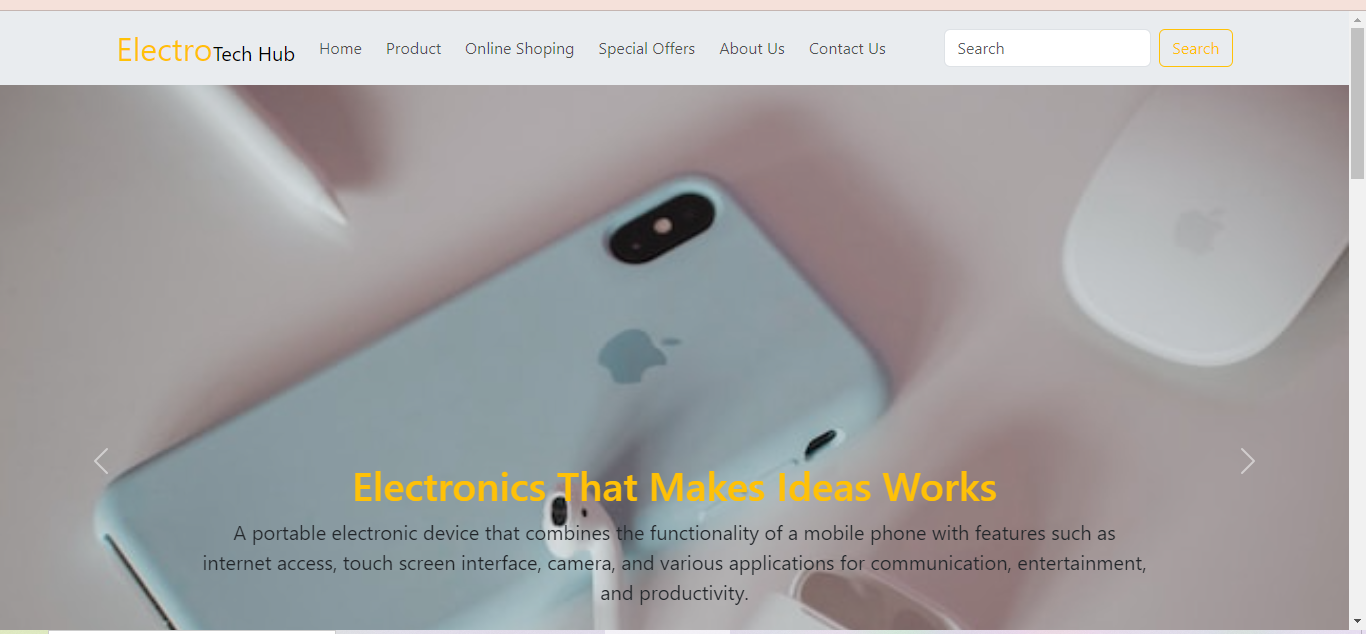 ElectroTech Hub Home Product Online Shoping Special Offers About Us Contact Us Search Search
Electronics That Makes Ideas Works
A portable electronic device that combines the functionality of a mobile phone with features such as
internet access, touch screen interface, camera, and various applications for communication, entertainment,
and productivity.